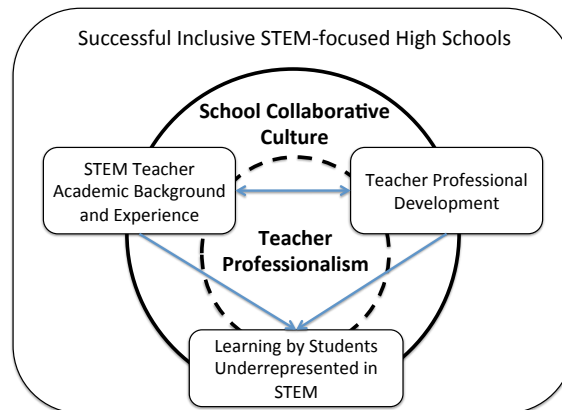 Successful Inclusive STEM-focused High Schools
School Collaborative
Culture
STEM Teacher
Academic Background
and Experience
Teacher Professional
Development
Teacher
Professionalism
Learning by Students
Underrepresented in
STEM